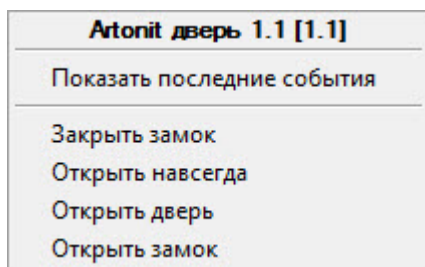 Artonit дверь 1.1 [1.1]
Показать последние события
Закрыть замок
Открыть навсегда
Открыть дверь
Открыть замок